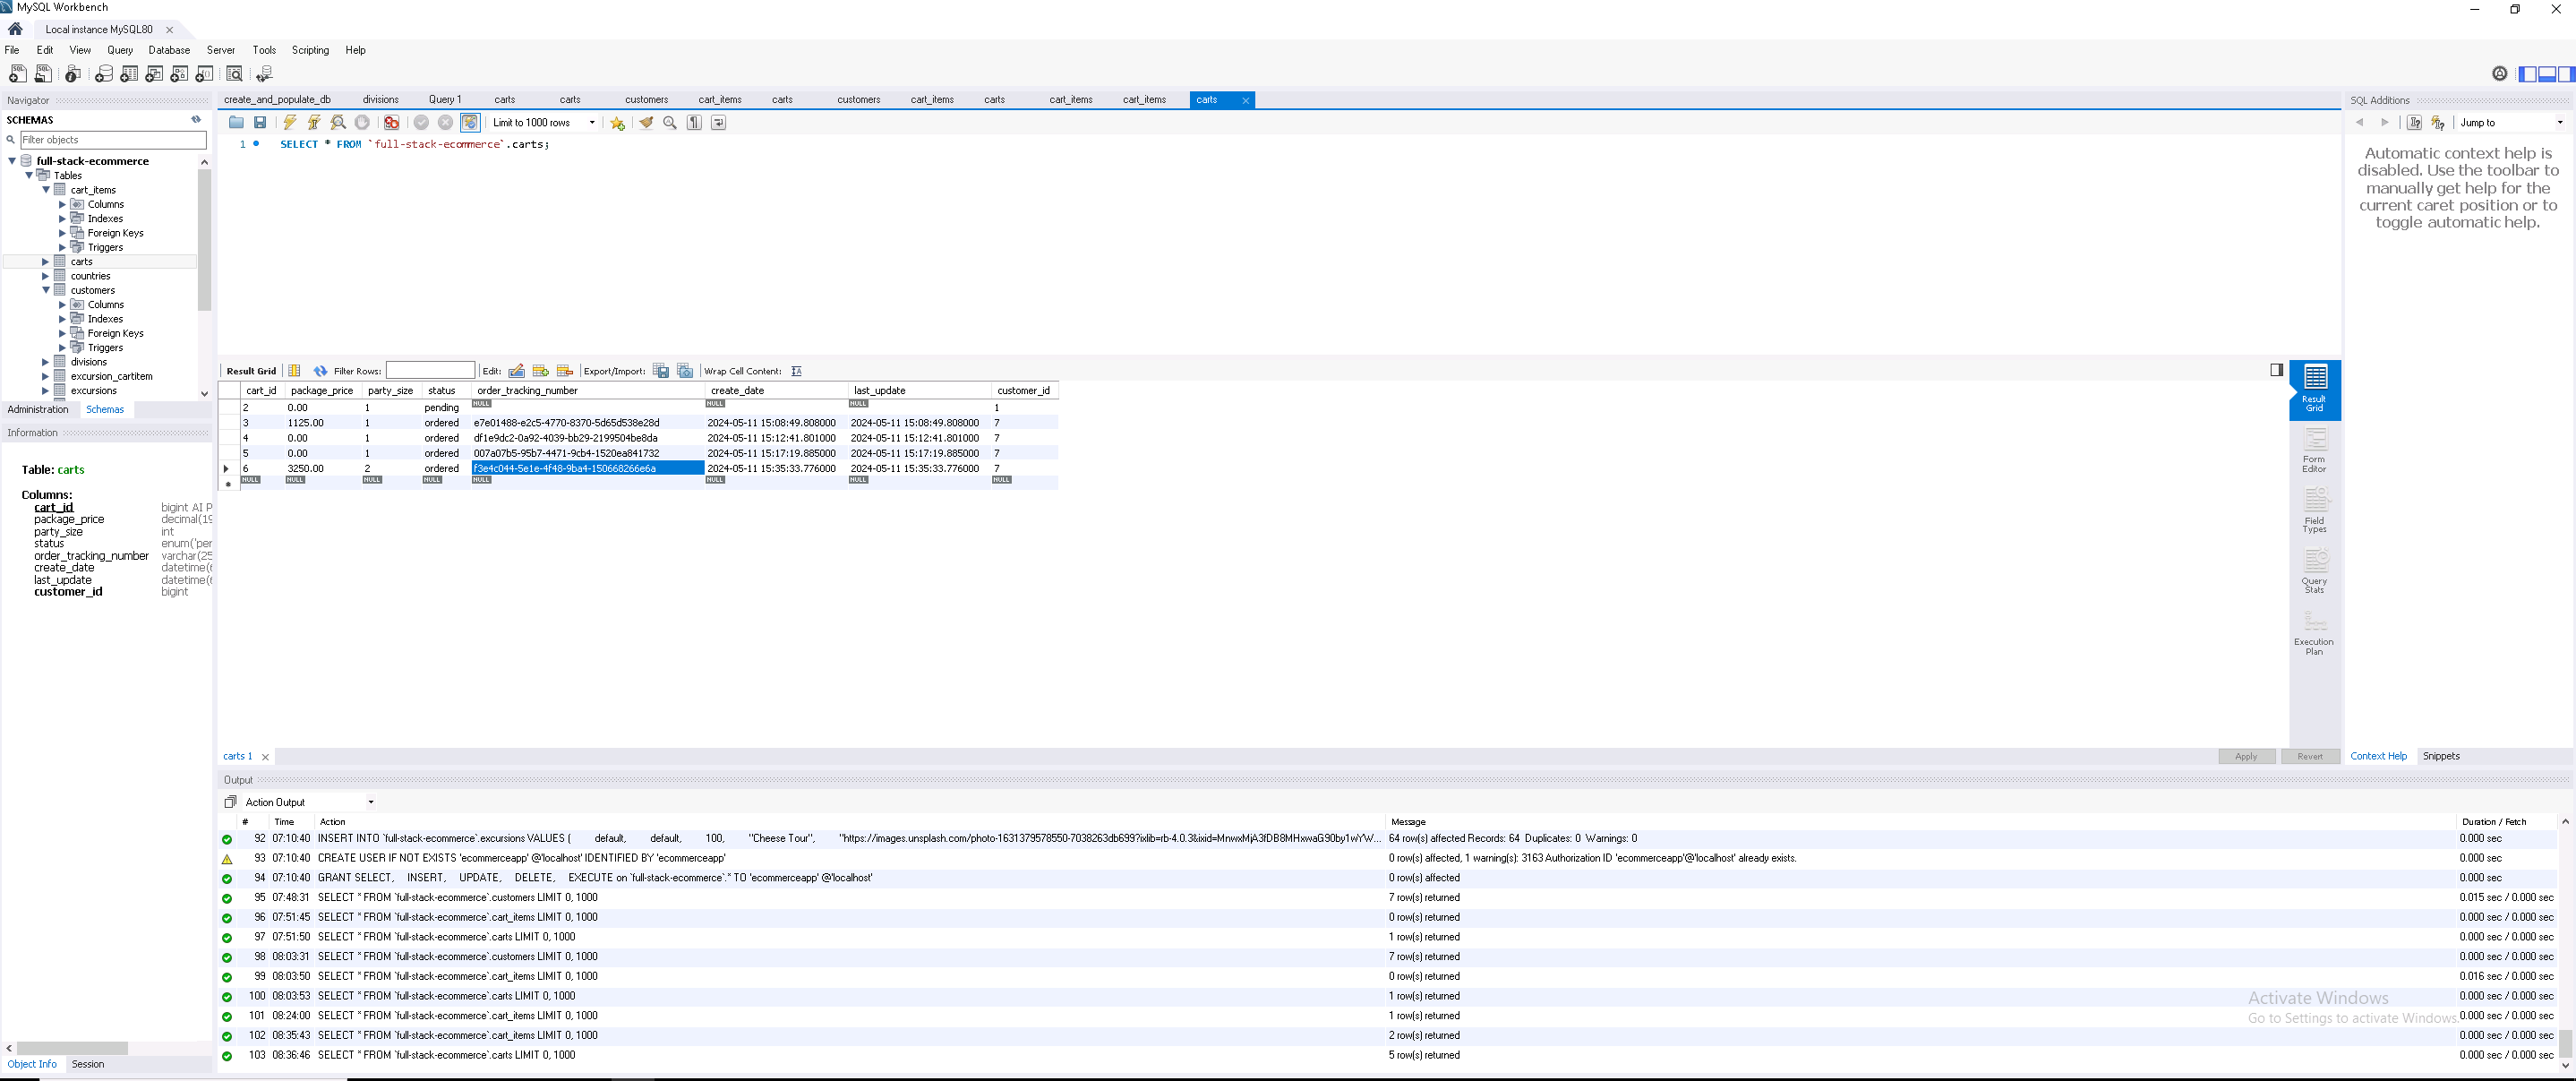 MySQL Workbench
Local instance MySQL80
File Edit View Query Database Server Tools Scripting Help
Navigator
SCHEMAS
Filter objects
full-stack-ecommerce
Tables
cart_items
Columns
Indexes
Foreign Keys
Triggers
carts
countries
customers
Columns
Indexes
Foreign Keys
Triggers
divisions
excursion_cartitem
excursions
Administration Schemas
Information
Table: carts
Columns:
cart_id bigint AI P
package_price decimal(19
party_size int
status enum('per
order_tracking_number varchar(25
create_date datetime(6
last_update datetime(6
customer_id bigint
Object Info Session
create_and_populate_db divisions Query 1 carts carts customers cart_items carts customers cart_items carts cart_items cart_items carts
Limit to 1000 rows
1 SELECT * FROM `full-stack-ecommerce`.carts;
Result Grid Filter Rows: Edit: Export/Import: Wrap Cell Content:
cart_id package_price party_size status order_tracking_number create_date last_update customer_id
2 0.00 1 pending NULL NULL NULL 1
3 1125.00 1 ordered e7e01488-e2c5-4770-8370-5d65d538e28d 2024-05-11 15:08:49.808000 2024-05-11 15:08:49.808000 7
4 0.00 1 ordered df1e9dc2-0a92-4039-bb29-2199504be8da 2024-05-11 15:12:41.801000 2024-05-11 15:12:41.801000 7
5 0.00 1 ordered 007a07b5-95b7-4471-9cb4-1520ea841732 2024-05-11 15:17:19.885000 2024-05-11 15:17:19.885000 7
6 3250.00 2 ordered f3e4c044-5e1e-4f48-9ba4-150668266e6a 2024-05-11 15:35:33.776000 2024-05-11 15:35:33.776000 7
NULL NULL NULL NULL NULL NULL NULL NULL
Result Grid
Form Editor
Field Types
Query Stats
Execution Plan
carts 1 Apply Revert
SQL Additions
Jump to
Automatic context help is
disabled. Use the toolbar to
manually get help for the
current caret position or to
toggle automatic help.
Context Help Snippets
Output
Action Output
# Time Action Message Duration / Fetch
92 07:10:40 INSERT INTO `full-stack-ecommerce`.excursions VALUES ( default, default, 100, "Cheese Tour", "https://images.unsplash.com/photo-1631379578550-7038263db699?ixlib=rb-4.0.3&ixid=MnwxMjA3fDB8MHxwaG90by1wYW... 64 row(s) affected Records: 64 Duplicates: 0 Warnings: 0 0.000 sec
93 07:10:40 CREATE USER IF NOT EXISTS 'ecommerceapp' @'localhost' IDENTIFIED BY 'ecommerceapp' 0 row(s) affected, 1 warning(s): 3163 Authorization ID 'ecommerceapp'@'localhost' already exists. 0.000 sec
94 07:10:40 GRANT SELECT, INSERT, UPDATE, DELETE, EXECUTE on `full-stack-ecommerce`.* TO 'ecommerceapp' @'localhost' 0 row(s) affected 0.000 sec
95 07:48:31 SELECT * FROM `full-stack-ecommerce`.customers LIMIT 0, 1000 7 row(s) returned 0.015 sec / 0.000 sec
96 07:51:45 SELECT * FROM `full-stack-ecommerce`.cart_items LIMIT 0, 1000 0 row(s) returned 0.000 sec / 0.000 sec
97 07:51:50 SELECT * FROM `full-stack-ecommerce`.carts LIMIT 0, 1000 1 row(s) returned 0.000 sec / 0.000 sec
98 08:03:31 SELECT * FROM `full-stack-ecommerce`.customers LIMIT 0, 1000 7 row(s) returned 0.000 sec / 0.000 sec
99 08:03:50 SELECT * FROM `full-stack-ecommerce`.cart_items LIMIT 0, 1000 0 row(s) returned 0.016 sec / 0.000 sec
100 08:03:53 SELECT * FROM `full-stack-ecommerce`.carts LIMIT 0, 1000 1 row(s) returned 0.000 sec / 0.000 sec
101 08:24:00 SELECT * FROM `full-stack-ecommerce`.cart_items LIMIT 0, 1000 1 row(s) returned 0.000 sec / 0.000 sec
102 08:35:43 SELECT * FROM `full-stack-ecommerce`.cart_items LIMIT 0, 1000 2 row(s) returned 0.000 sec / 0.000 sec
103 08:36:46 SELECT * FROM `full-stack-ecommerce`.carts LIMIT 0, 1000 5 row(s) returned 0.000 sec / 0.000 sec
Activate Windows
Go to Settings to activate Windows.